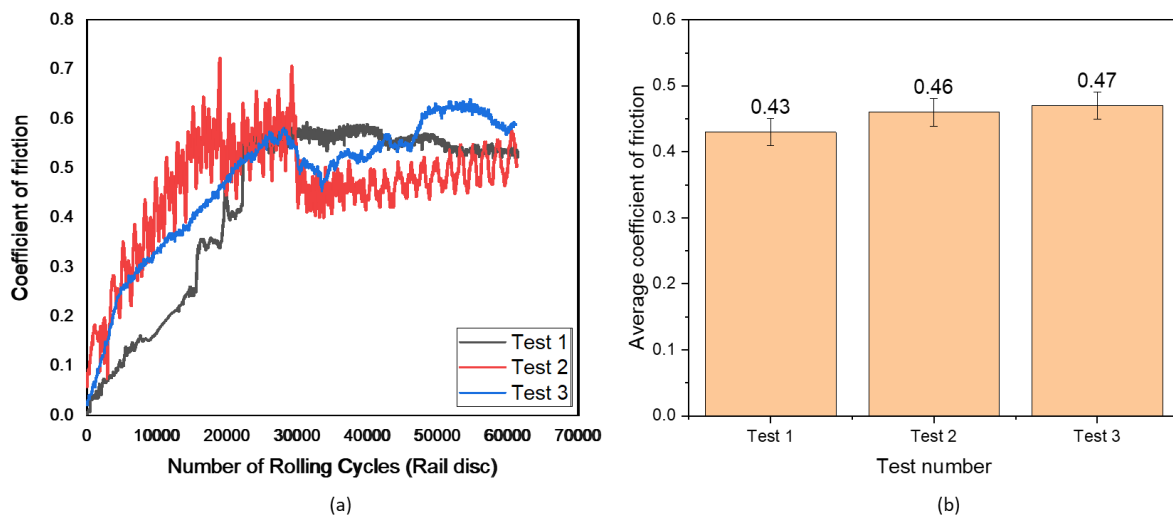 0.8
0.7
0.6
0.5
0.4
0.3
0.2
0.1
0.0
Coefficient of friction
Test 1
Test 2
Test 3
0 10000 20000 30000 40000 50000 60000 70000
Number of Rolling Cycles (Rail disc)
(a)
0.6
0.5
0.4
0.3
0.2
0.1
0.0
Average coefficient of friction
0.43
0.46
0.47
Test 1 Test 2 Test 3
Test number
(b)